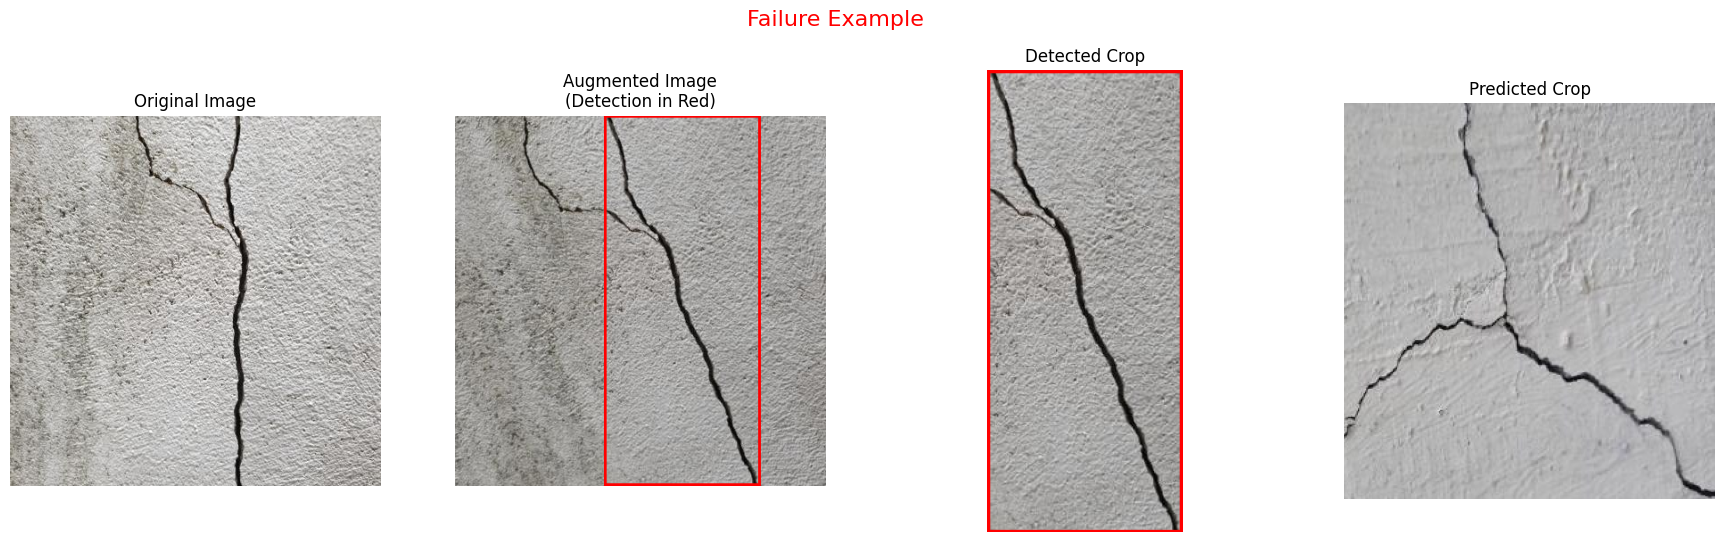 Failure Example
Original Image
Augmented Image
(Detection in Red)
Detected Crop
Predicted Crop